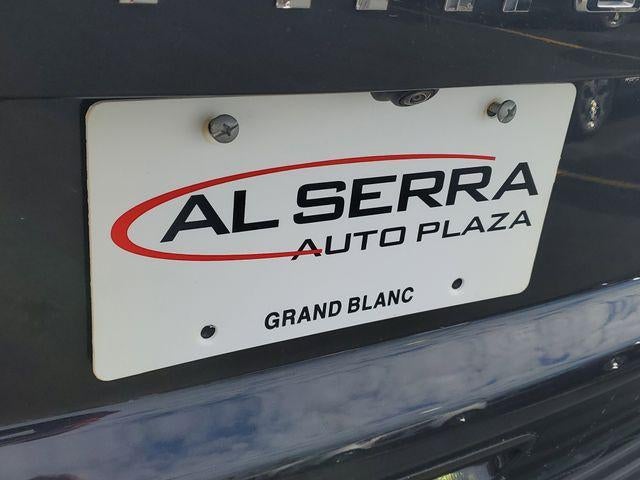 AL SERRA
AUTO PLAZA
GRAND BLANC